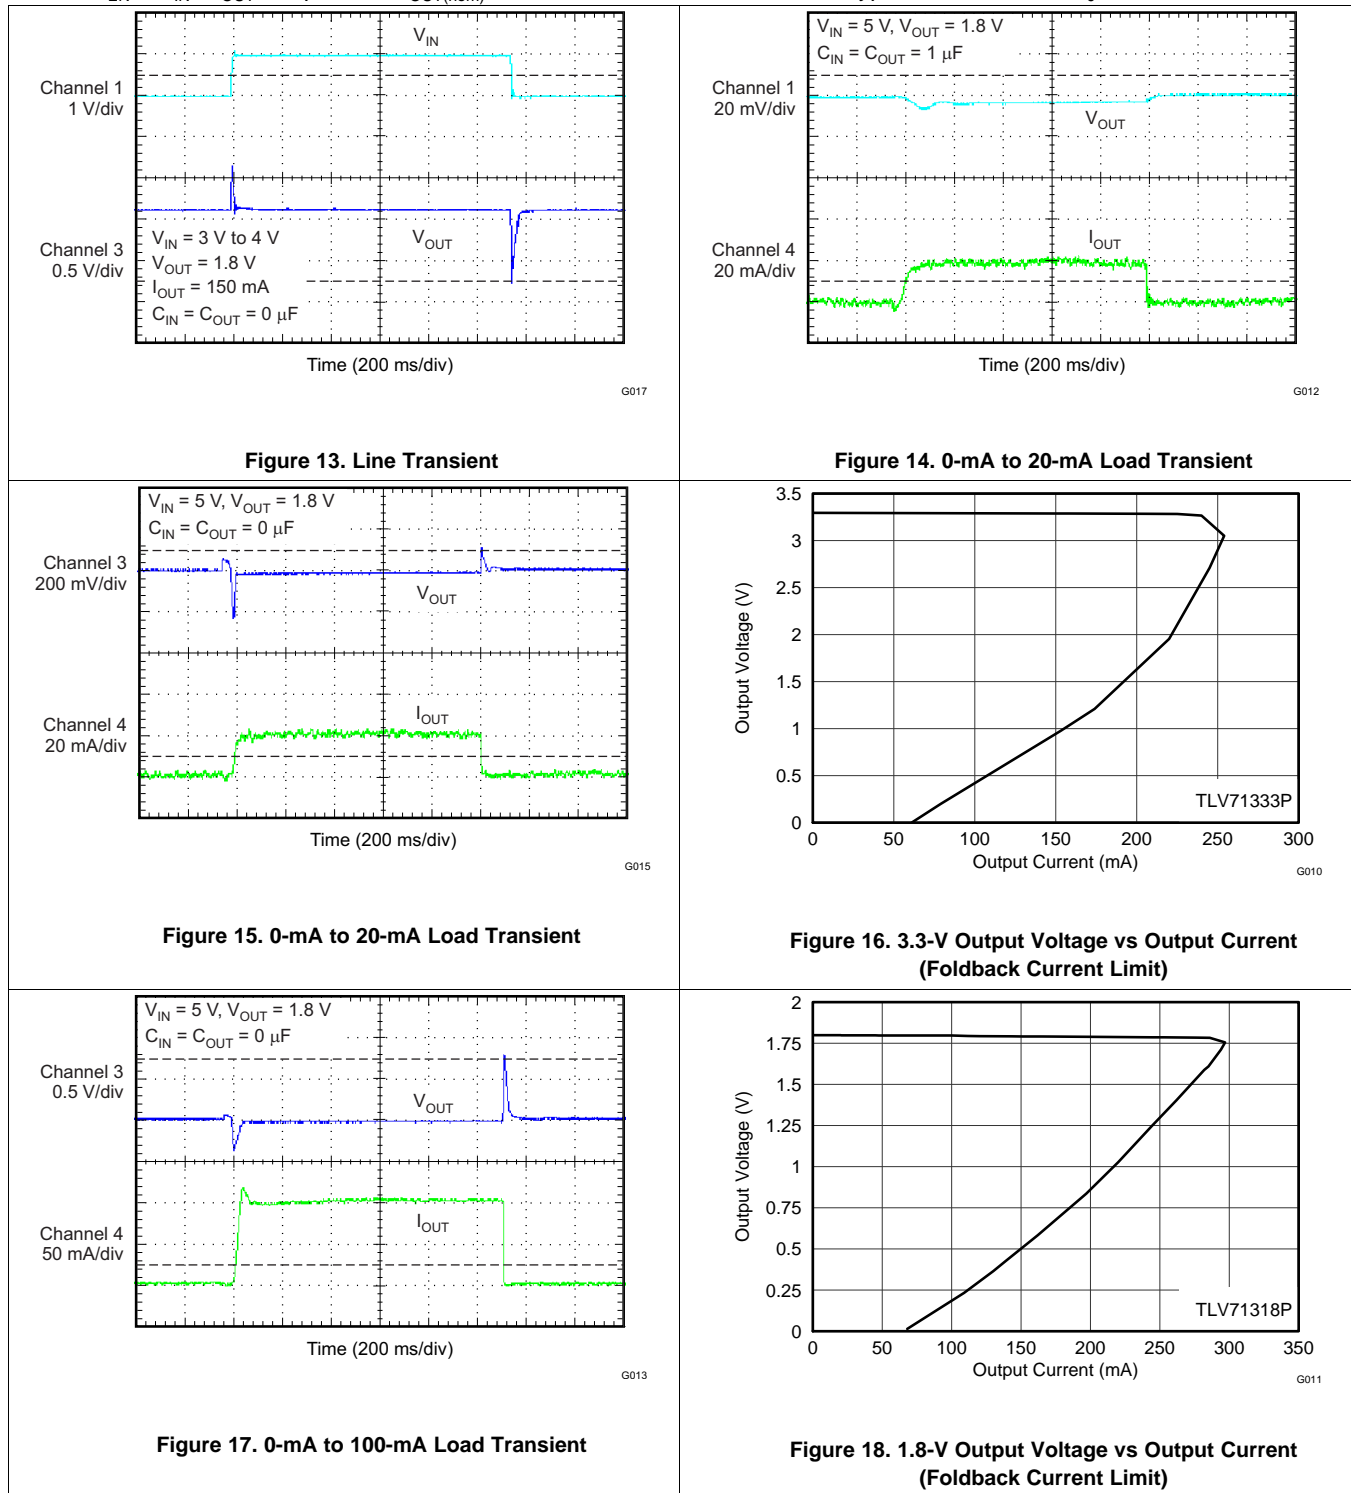 V_IN
Channel 1
1 V/div
V_IN = 3 V to 4 V
V_OUT = 1.8 V
I_OUT = 150 mA
C_IN = C_OUT = 0 μF
V_OUT
Channel 3
0.5 V/div
Time (200 ms/div)
G017
Figure 13. Line Transient
V_IN = 5 V, V_OUT = 1.8 V
C_IN = C_OUT = 1 μF
Channel 1
20 mV/div
V_OUT
I_OUT
Channel 4
20 mA/div
Time (200 ms/div)
G012
Figure 14. 0-mA to 20-mA Load Transient
V_IN = 5 V, V_OUT = 1.8 V
C_IN = C_OUT = 0 μF
Channel 3
200 mV/div
V_OUT
I_OUT
Channel 4
20 mA/div
Time (200 ms/div)
G015
Figure 15. 0-mA to 20-mA Load Transient
3.5
3
2.5
2
1.5
1
0.5
0
Output Voltage (V)
TLV71333P
0 50 100 150 200 250 300
Output Current (mA)
G010
Figure 16. 3.3-V Output Voltage vs Output Current
(Foldback Current Limit)
V_IN = 5 V, V_OUT = 1.8 V
C_IN = C_OUT = 0 μF
Channel 3
0.5 V/div
V_OUT
I_OUT
Channel 4
50 mA/div
Time (200 ms/div)
G013
Figure 17. 0-mA to 100-mA Load Transient
2
1.75
1.5
1.25
1
0.75
0.5
0.25
0
Output Voltage (V)
TLV71318P
0 50 100 150 200 250 300 350
Output Current (mA)
G011
Figure 18. 1.8-V Output Voltage vs Output Current
(Foldback Current Limit)